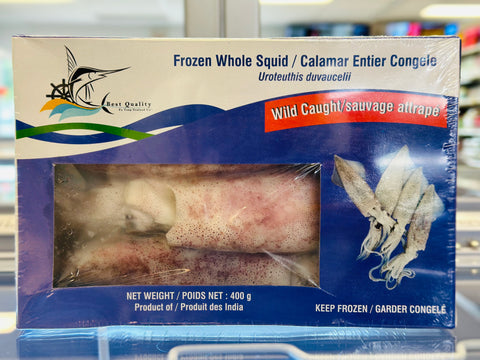 Frozen Whole Squid / Calamar Entier Congele
Uroteuthis duvaucelii
Best Quality
Wild Caught/sauvage attrape
NET WEIGHT / POIDS NET : 400 g
Product of / Produit des India
KEEP FROZEN / GARDER CONGELÉ